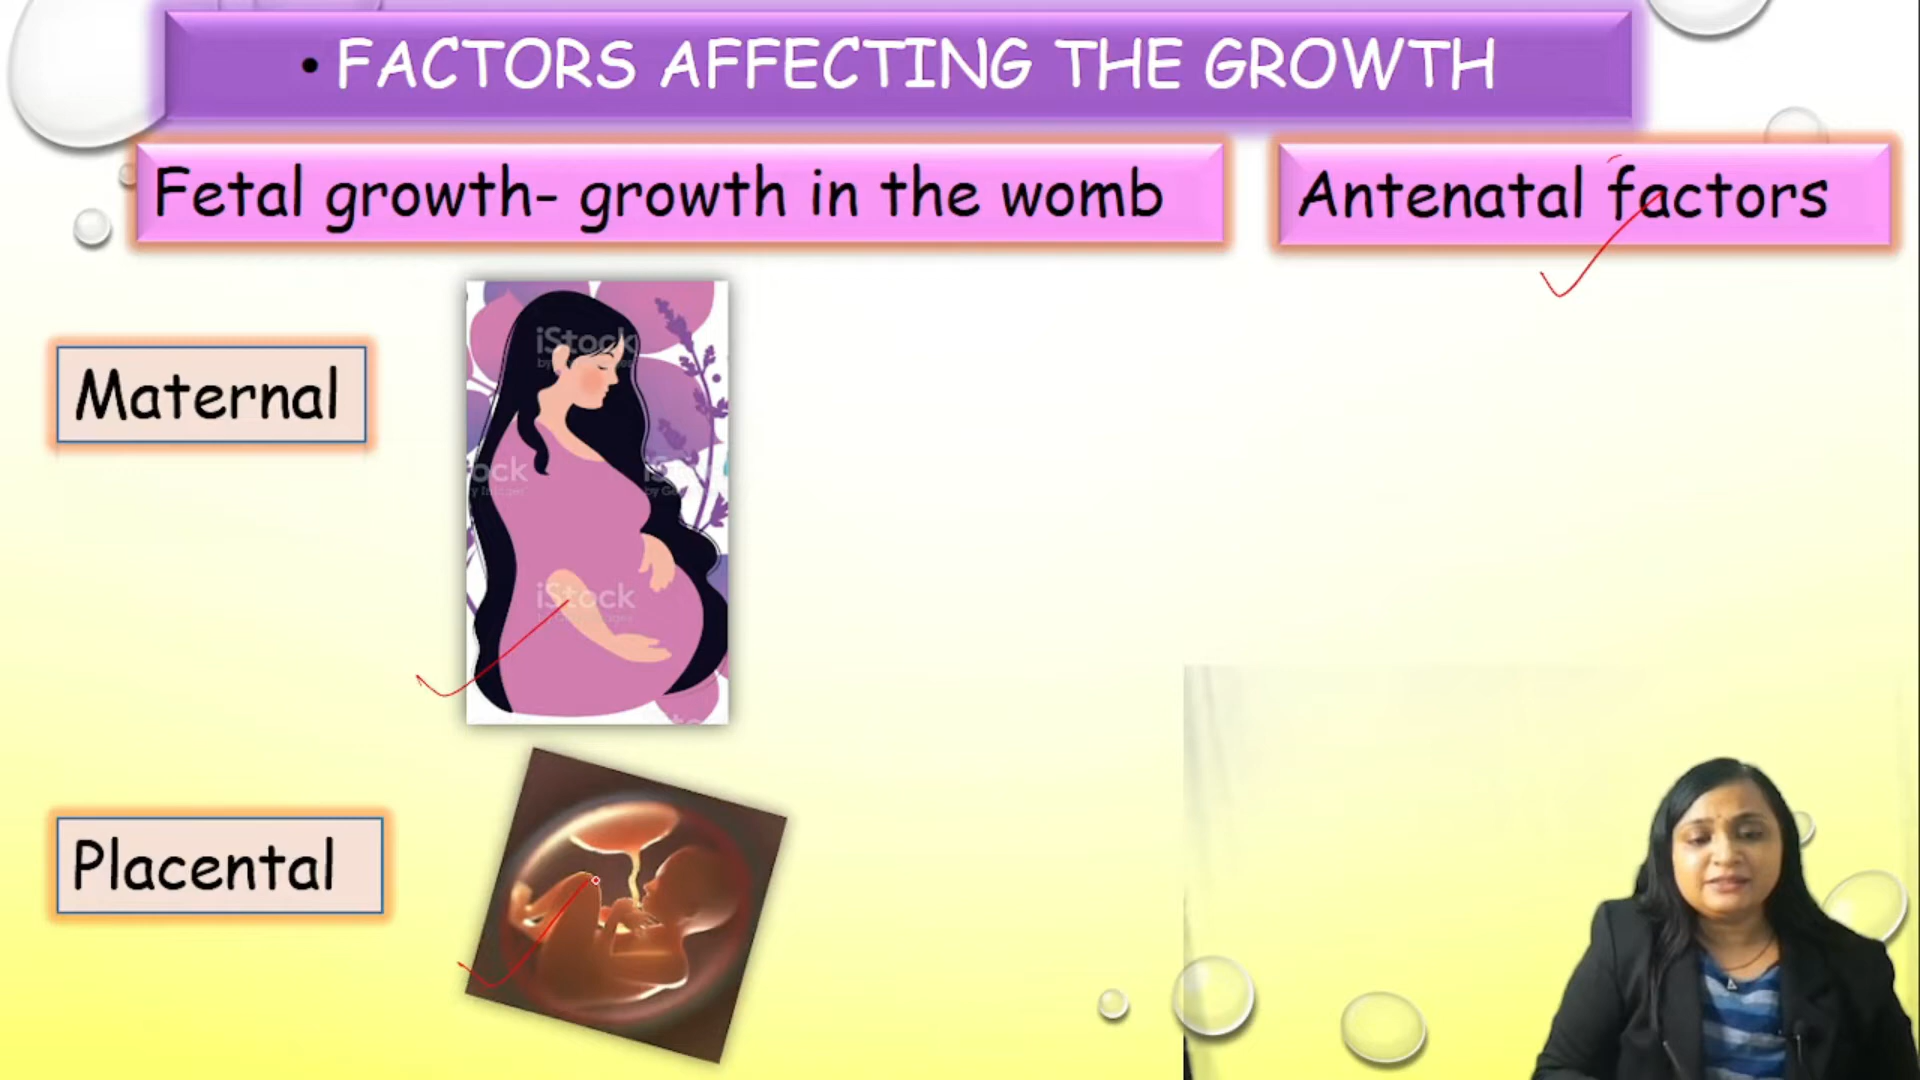 • FACTORS AFFECTING THE GROWTH
Fetal growth- growth in the womb
Antenatal factors
Maternal
iStock
iStock
Placental